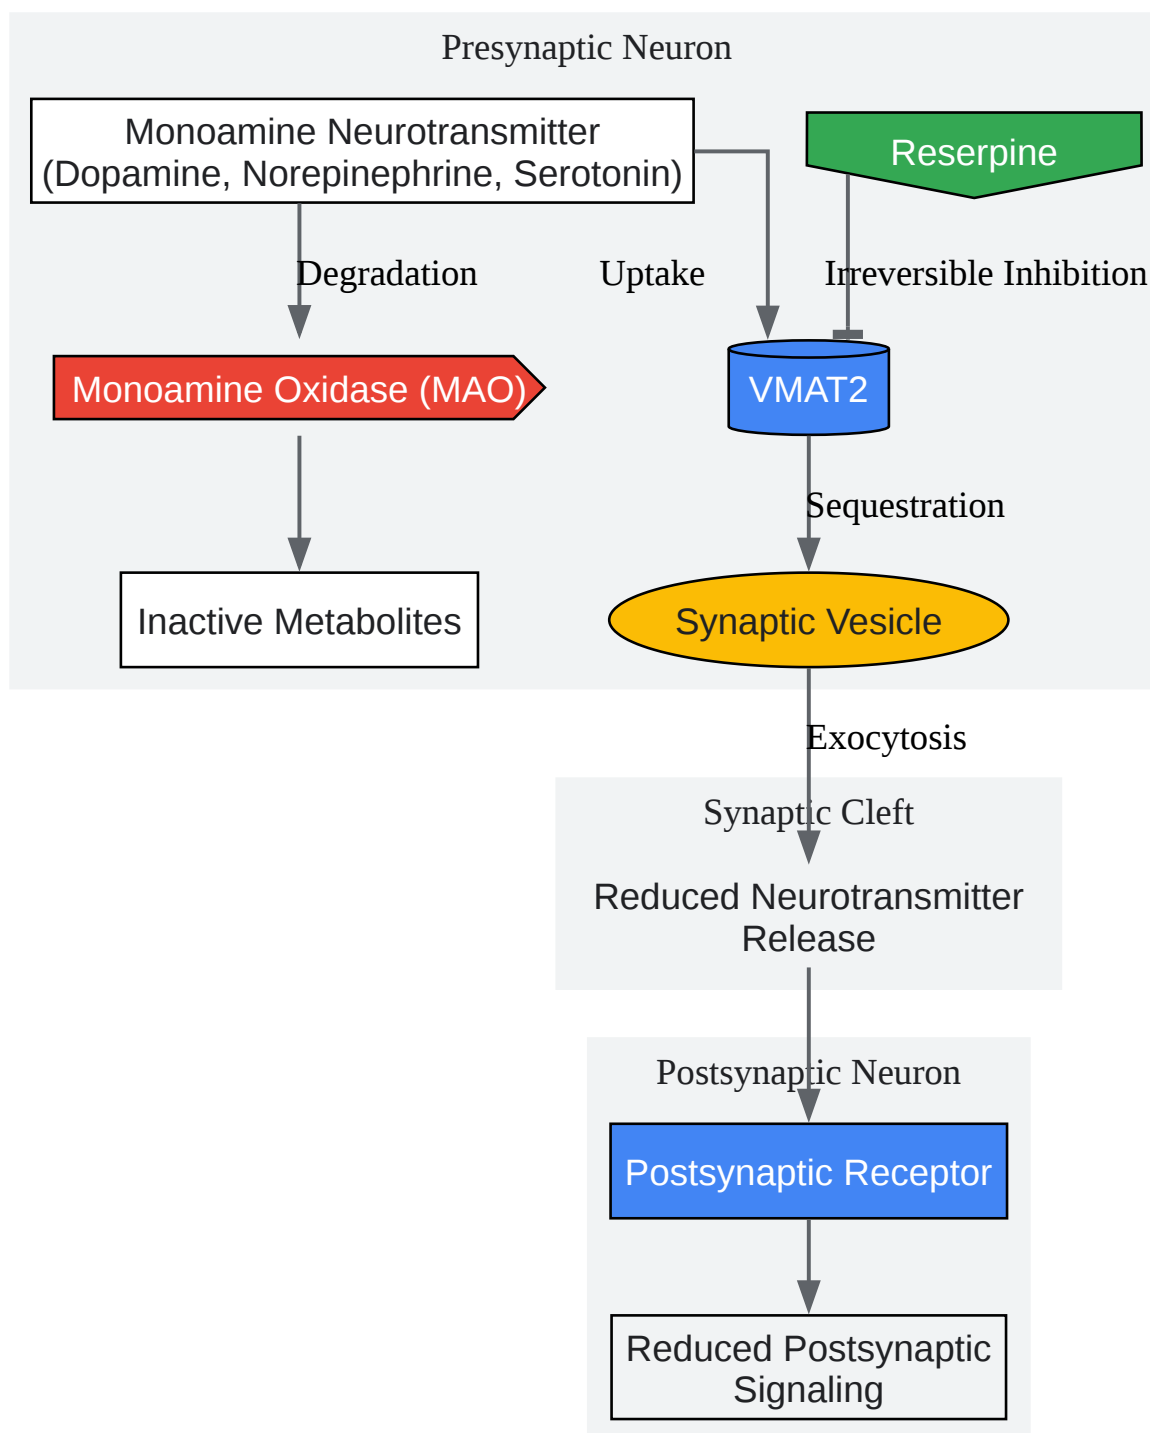 Presynaptic Neuron
Monoamine Neurotransmitter
(Dopamine, Norepinephrine, Serotonin)
Reserpine
Degradation
Uptake
Irreversible Inhibition
Monoamine Oxidase (MAO)
VMAT2
Sequestration
Inactive Metabolites
Synaptic Vesicle
Exocytosis
Synaptic Cleft
Reduced Neurotransmitter
Release
Postsynaptic Neuron
Postsynaptic Receptor
Reduced Postsynaptic
Signaling